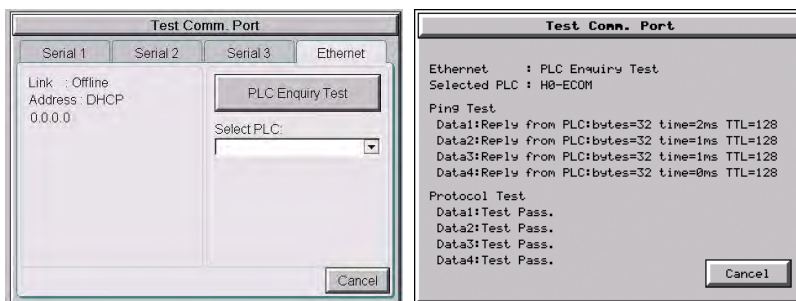 Test Comm. Port
Serial 1
Serial 2
Serial 3
Ethernet
Link : Offline
Address : DHCP
0.0.0.0
PLC Enquiry Test
Select PLC:
Cancel
Test Comm. Port
Ethernet : PLC Enquiry Test
Selected PLC : H0-ECOM
Ping Test
Data1:Reply from PLC:bytes=32 time=2ms TTL=128
Data2:Reply from PLC:bytes=32 time=1ms TTL=128
Data3:Reply from PLC:bytes=32 time=1ms TTL=128
Data4:Reply from PLC:bytes=32 time=0ms TTL=128
Protocol Test
Data1:Test Pass.
Data2:Test Pass.
Data3:Test Pass.
Data4:Test Pass.
Cancel